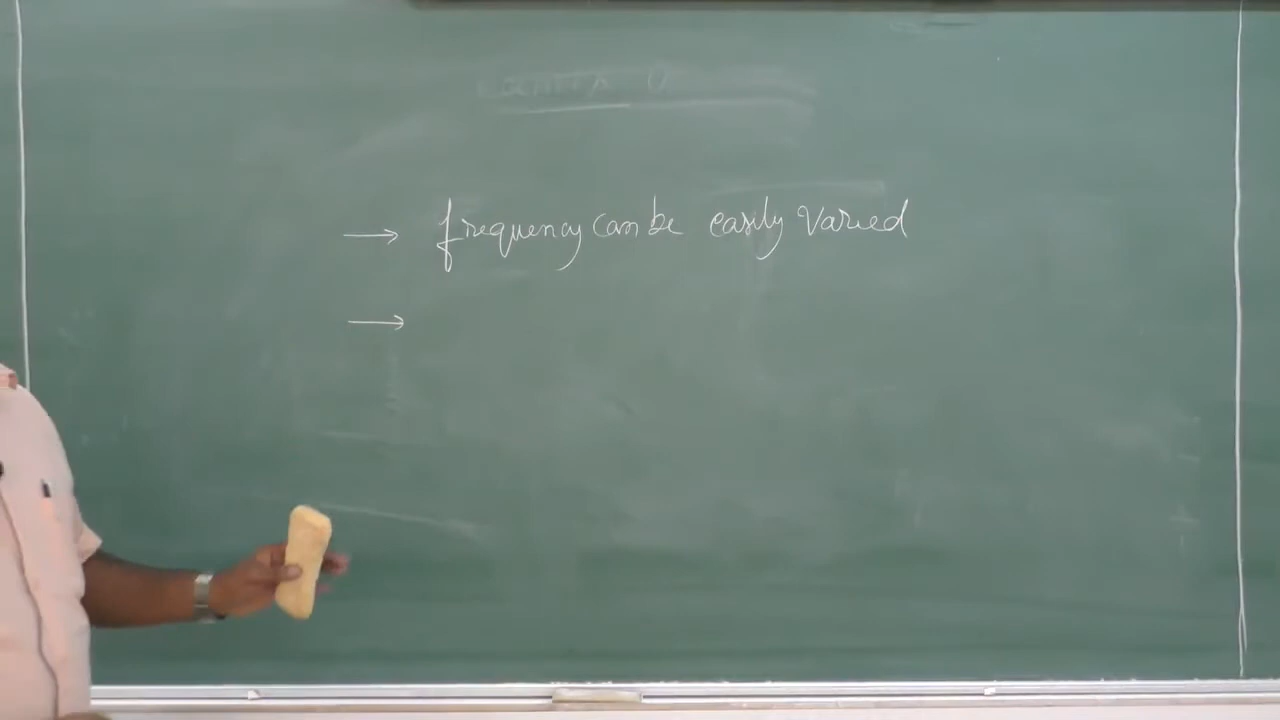 → frequency can be easily varied
→